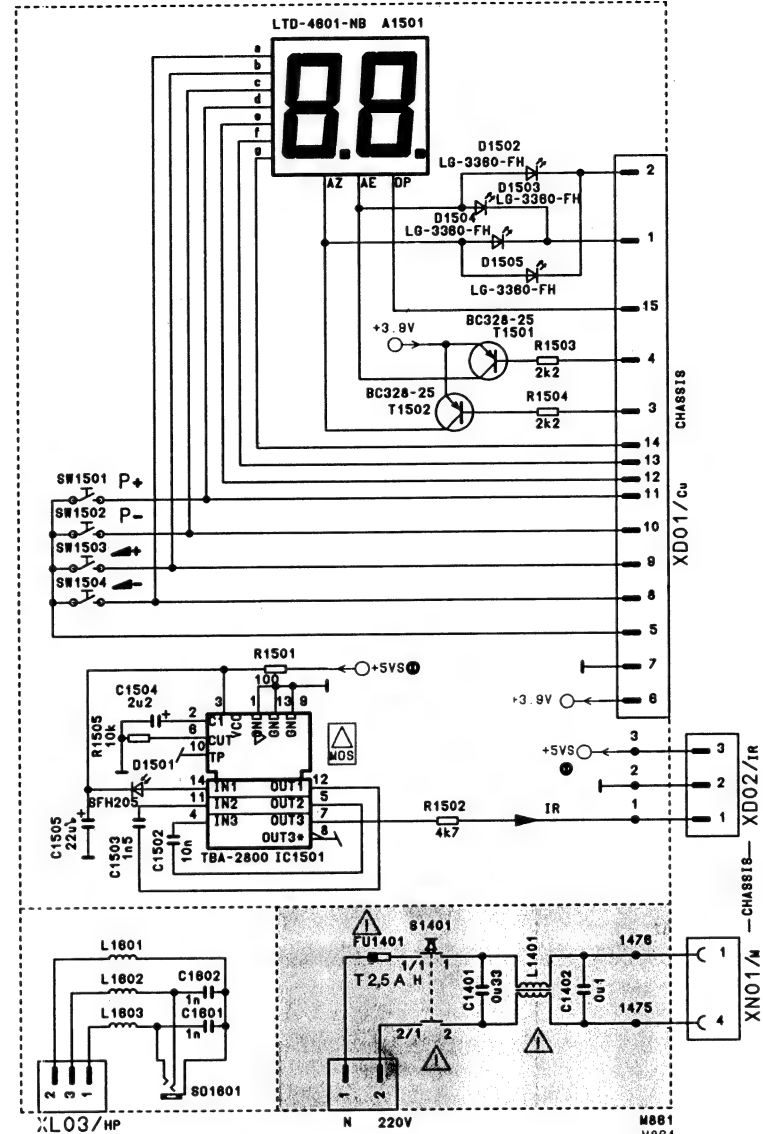 LTD-4601-NB A1501
a
b
c
d
e
f
g
AZ AE DP
D1502
LG-3360-FH
D1503
LG-3360-FH
D1504
LG-3360-FH
D1505
LG-3360-FH
2
1
15
+3.9V
BC328-25
T1501
R1503
2k2
4
BC328-25
T1502
R1504
2k2
3
14
13
12
11
10
9
8
5
7
6
CHASSIS
XD01/Cu
SW1501 P+
SW1502 P-
SW1503 +
SW1504 -
R1501
100
+5VS
+3.9V
C1504
2u2
R1505
10k
2
6
10
3
1
13
9
C1
CUT
TP
VCC
GND
GND
GND
MOS
D1501
BFH205
14
11
4
IN1 OUT1
IN2 OUT2
IN3 OUT3
OUT3*
12
5
7
8
TBA-2800 IC1501
C1505
22u
C1503
1n5
C1502
10n
R1502
4k7
IR
+5VS
3
2
1
3
2
1
XD02/IR
CHASSIS
L1601
L1602
L1603
C1602
1n
C1601
1n
SO1601
2
3
1
XL03/HP
FU1401
T 2,5 A H
S1401
1/1 1
2/1 2
C1401
0u33
L1401
C1402
0u1
1476
1475
1
4
XN01/M
1
2
N 220V
M881